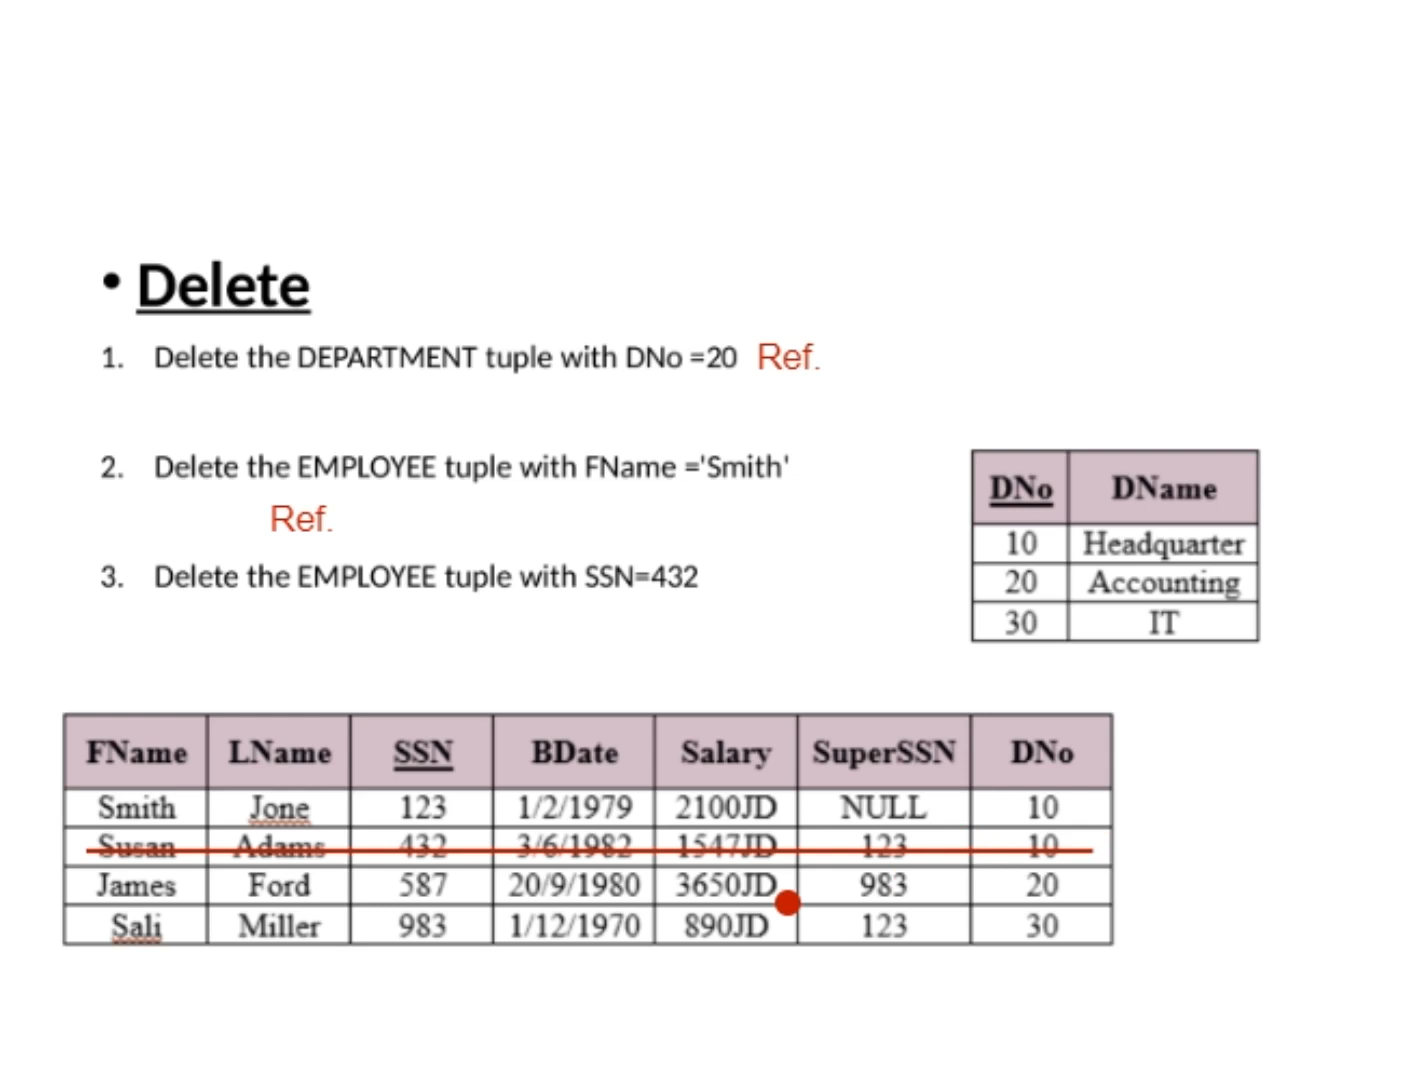 • Delete
1. Delete the DEPARTMENT tuple with DNo =20 Ref.
2. Delete the EMPLOYEE tuple with FName ='Smith'
Ref.
3. Delete the EMPLOYEE tuple with SSN=432
DNo DName
10 Headquarter
20 Accounting
30 IT
FName LName SSN BDate Salary SuperSSN DNo
Smith Jone 123 1/2/1979 2100JD NULL 10
Susan Adams 432 3/6/1982 1547JD 123 10
James Ford 587 20/9/1980 3650JD 983 20
Sali Miller 983 1/12/1970 890JD 123 30